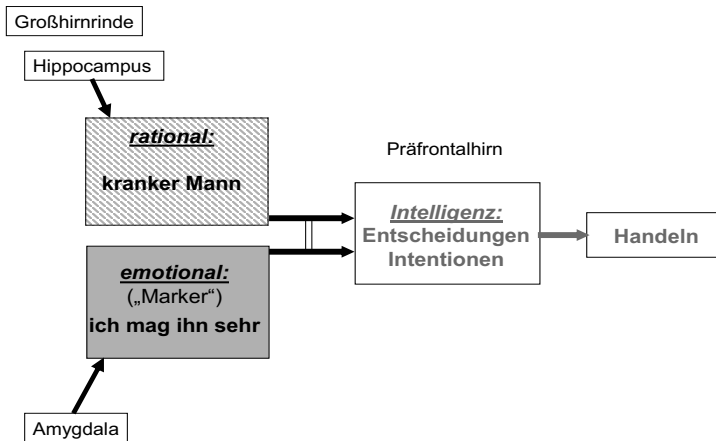 Großhirnrinde
Hippocampus
rational:
kranker Mann
Präfrontalhirn
Intelligenz:
Entscheidungen
Intentionen
Handeln
emotional:
(„Marker“)
ich mag ihn sehr
Amygdala